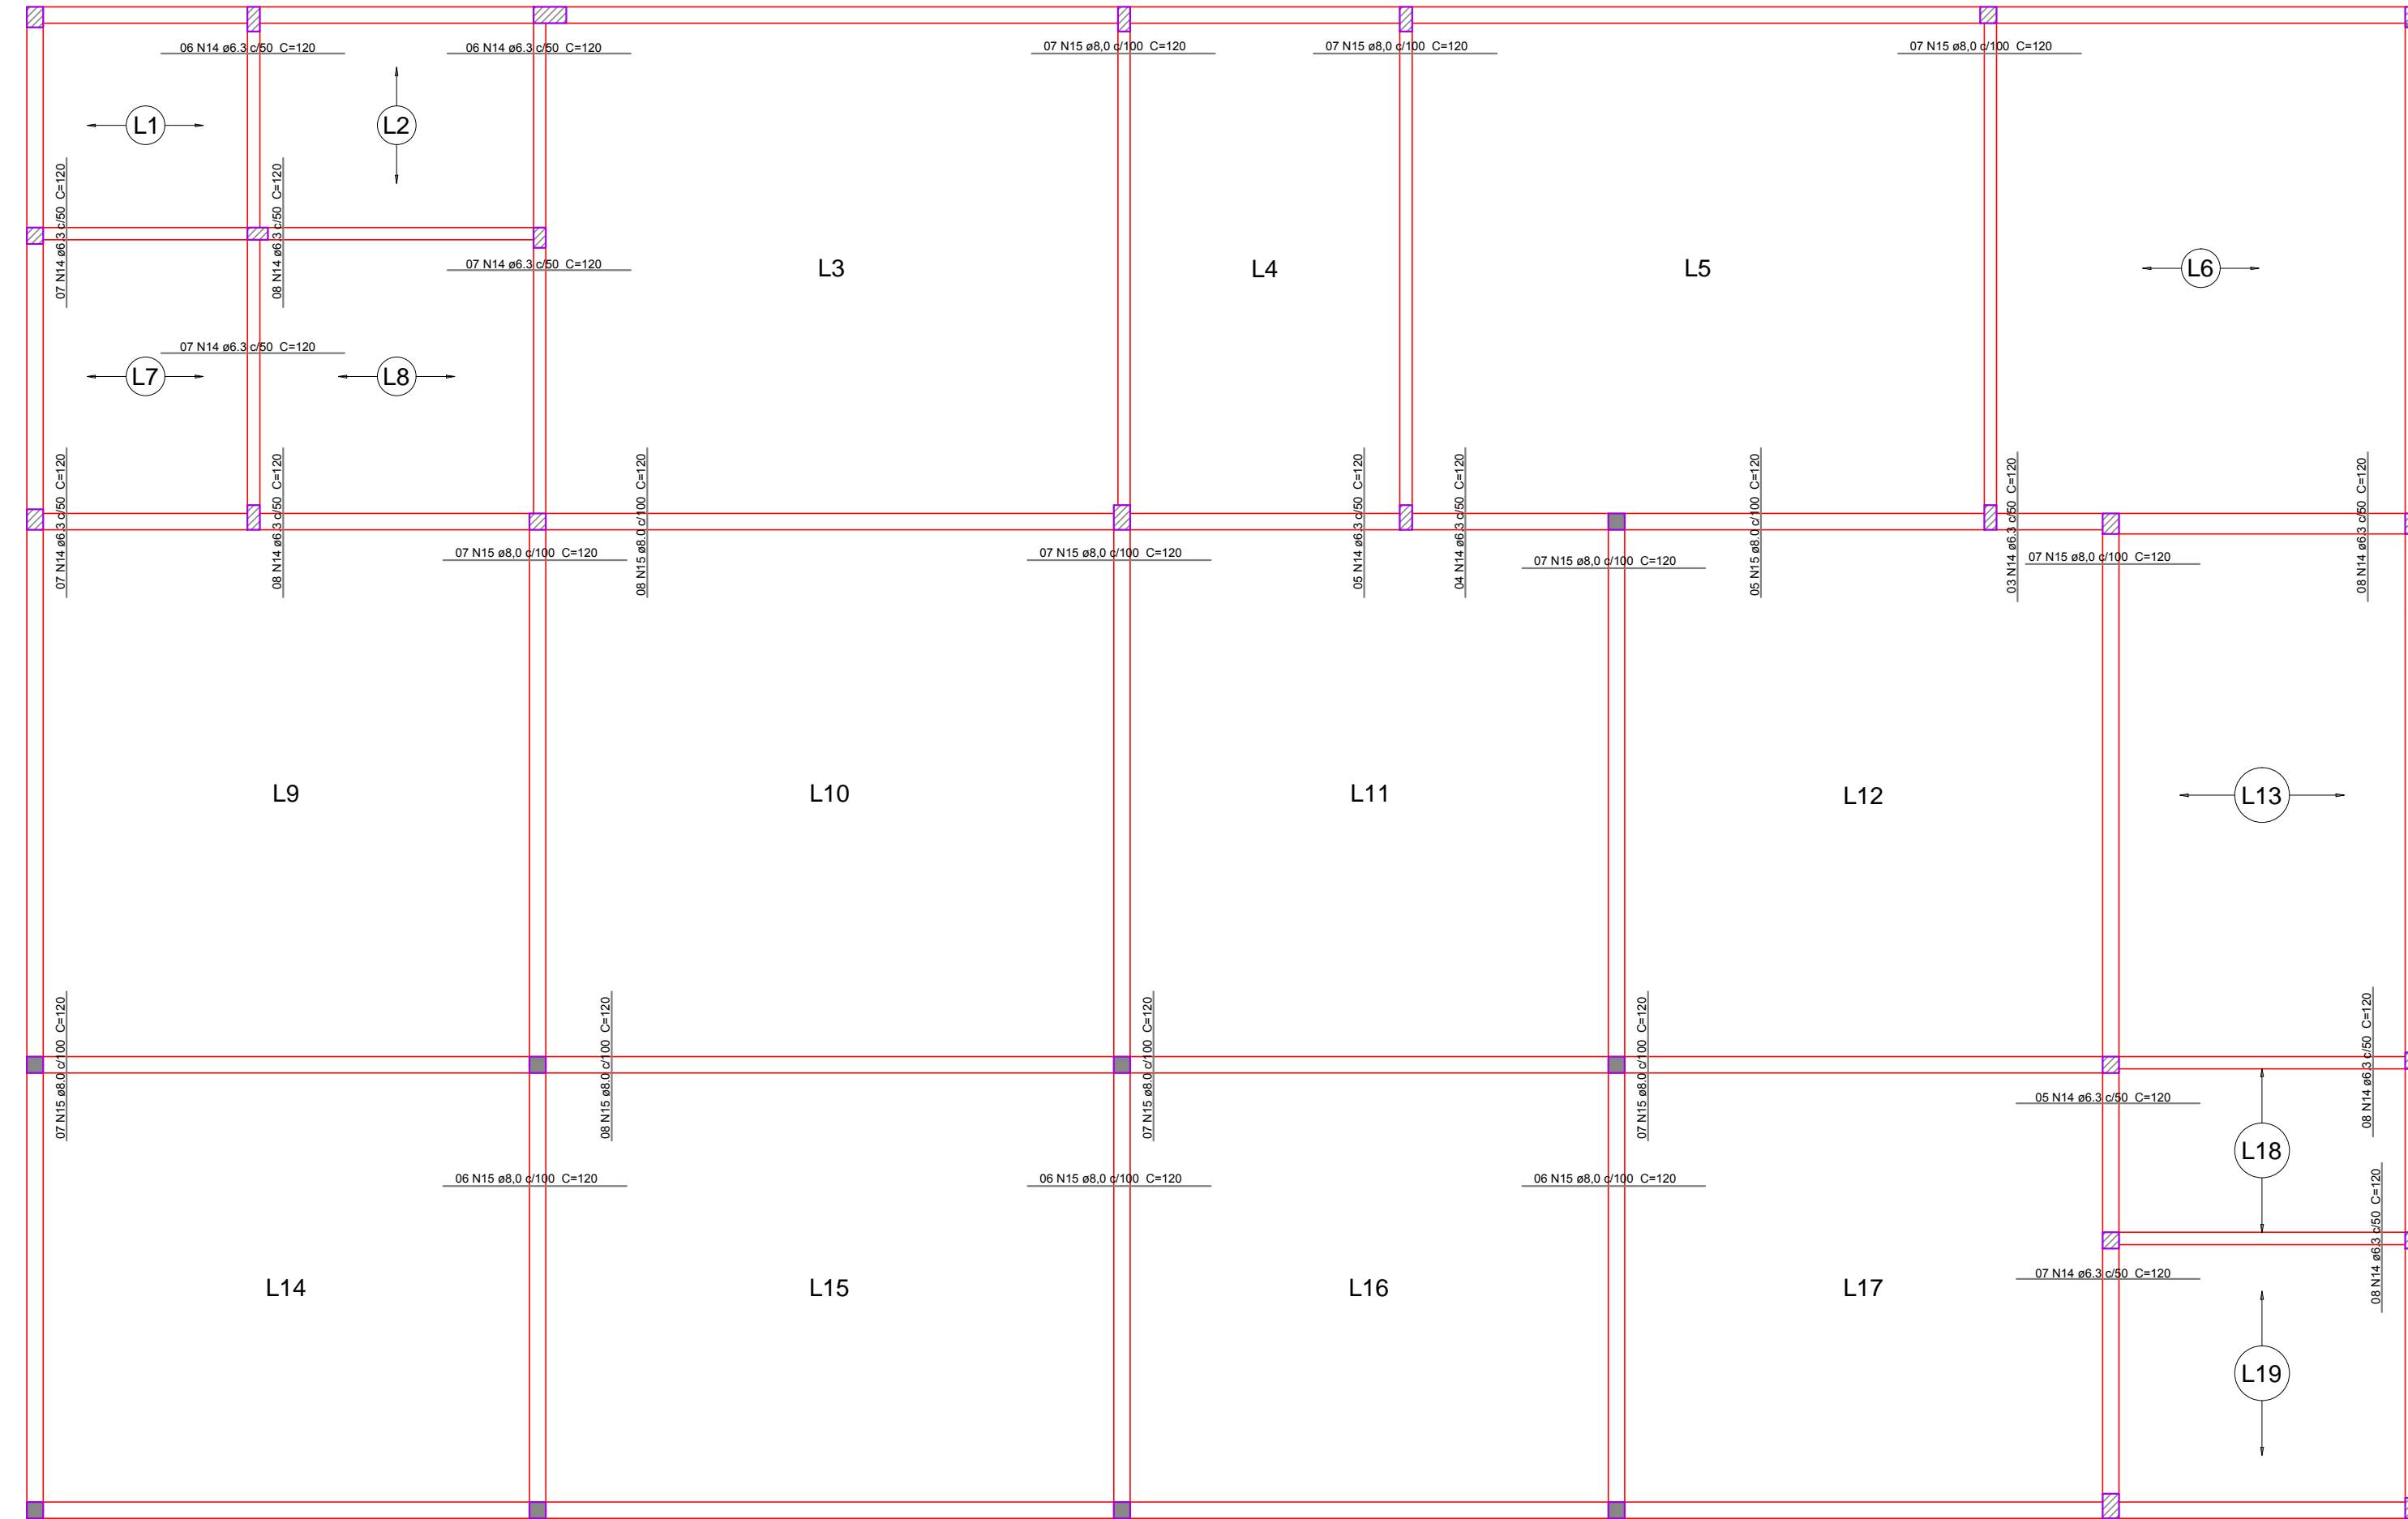 06 N14 ø6.3 c/50 C=120
06 N14 ø6.3 c/50 C=120
07 N15 ø8,0 c/100 C=120
07 N15 ø8,0 c/100 C=120
07 N15 ø8,0 c/100 C=120
L1
L2
07 N14 ø6.3 c/50 C=120
08 N14 ø6.3 c/50 C=120
07 N14 ø6.3 c/50 C=120
L3
L4
L5
L6
07 N14 ø6.3 c/50 C=120
L7
L8
07 N14 ø6.3 c/50 C=120
08 N14 ø6.3 c/50 C=120
08 N15 ø8.0 c/100 C=120
05 N14 ø6.3 c/50 C=120
04 N14 ø6.3 c/50 C=120
05 N15 ø8.0 c/100 C=120
03 N14 ø6.3 c/50 C=120
08 N14 ø6.3 c/50 C=120
07 N15 ø8,0 c/100 C=120
07 N15 ø8,0 c/100 C=120
07 N15 ø8,0 c/100 C=120
07 N15 ø8,0 c/100 C=120
L9
L10
L11
L12
L13
07 N15 ø8.0 c/100 C=120
08 N15 ø8.0 c/100 C=120
07 N15 ø8.0 c/100 C=120
07 N15 ø8.0 c/100 C=120
08 N14 ø6.3 c/50 C=120
05 N14 ø6.3 c/50 C=120
L18
06 N15 ø8,0 c/100 C=120
06 N15 ø8,0 c/100 C=120
06 N15 ø8,0 c/100 C=120
08 N14 ø6.3 c/50 C=120
07 N14 ø6.3 c/50 C=120
L14
L15
L16
L17
L19